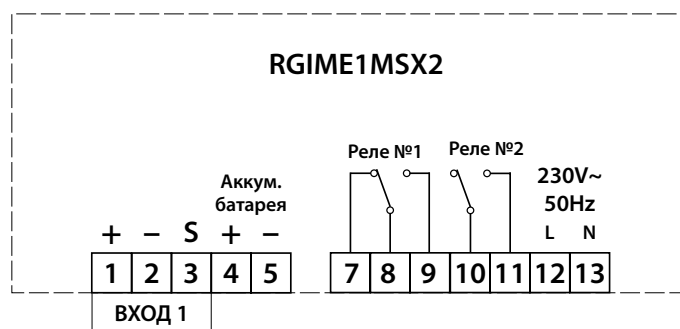 RGIME1MSX2
Реле №1 Реле №2
Аккум.
батарея
230V~
50Hz
+ − S + −
L N
1 2 3 4 5 7 8 9 10 11 12 13
ВХОД 1